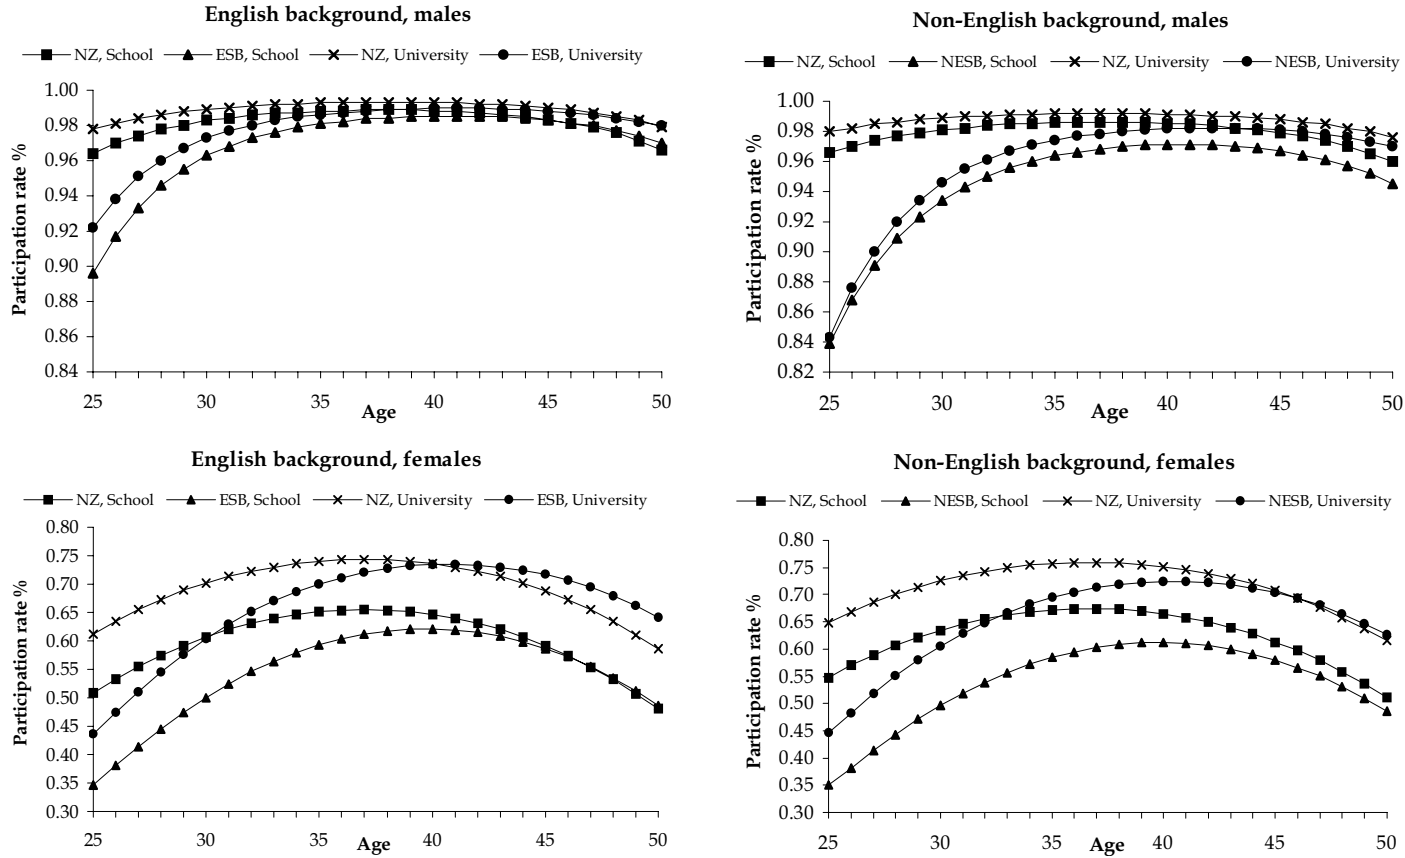 English background, males
NZ, School ESB, School NZ, University ESB, University
Participation rate %
1.00
0.98
0.96
0.94
0.92
0.90
0.88
0.86
0.84
25 30 35 40 45 50
Age
Non-English background, males
NZ, School NESB, School NZ, University NESB, University
Participation rate %
1.00
0.98
0.96
0.94
0.92
0.90
0.88
0.86
0.84
0.82
25 30 35 40 45 50
Age
English background, females
NZ, School ESB, School NZ, University ESB, University
Participation rate %
0.80
0.75
0.70
0.65
0.60
0.55
0.50
0.45
0.40
0.35
0.30
25 30 35 40 45 50
Age
Non-English background, females
NZ, School NESB, School NZ, University NESB, University
Participation rate %
0.80
0.75
0.70
0.65
0.60
0.55
0.50
0.45
0.40
0.35
0.30
25 30 35 40 45 50
Age